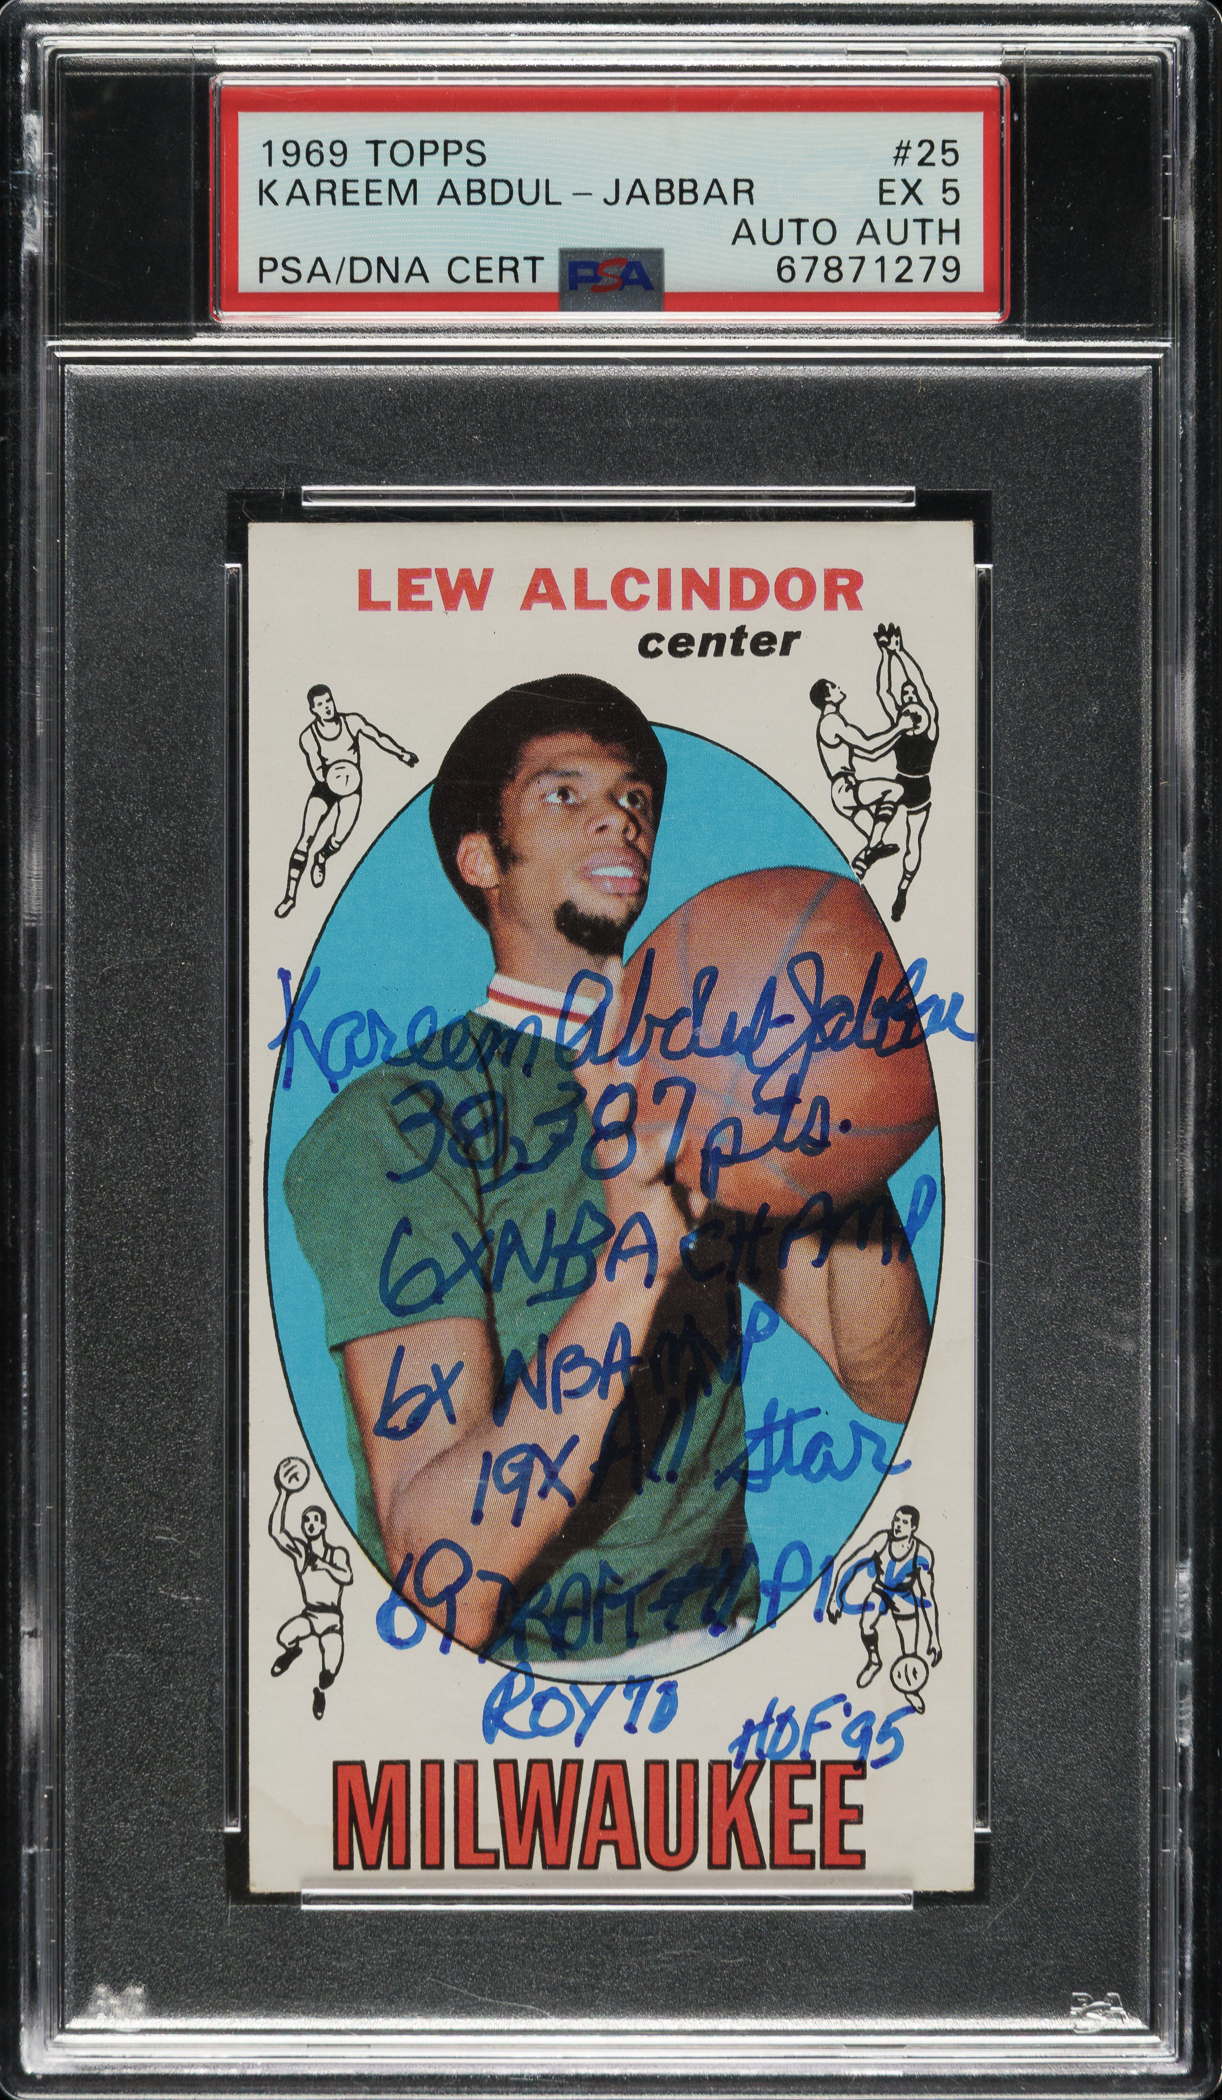 1969 TOPPS #25
KAREEM ABDUL-JABBAR EX 5
AUTO AUTH
PSA/DNA CERT PSA 67871279
LEW ALCINDOR
center
Kareem Abdul-Jabbar
38,387 pts.
6X NBA CHAMP
6X NBA MVP
19X All Star
69 DRAFT #1 PICK
ROY 70
HOF '95
MILWAUKEE
PSA